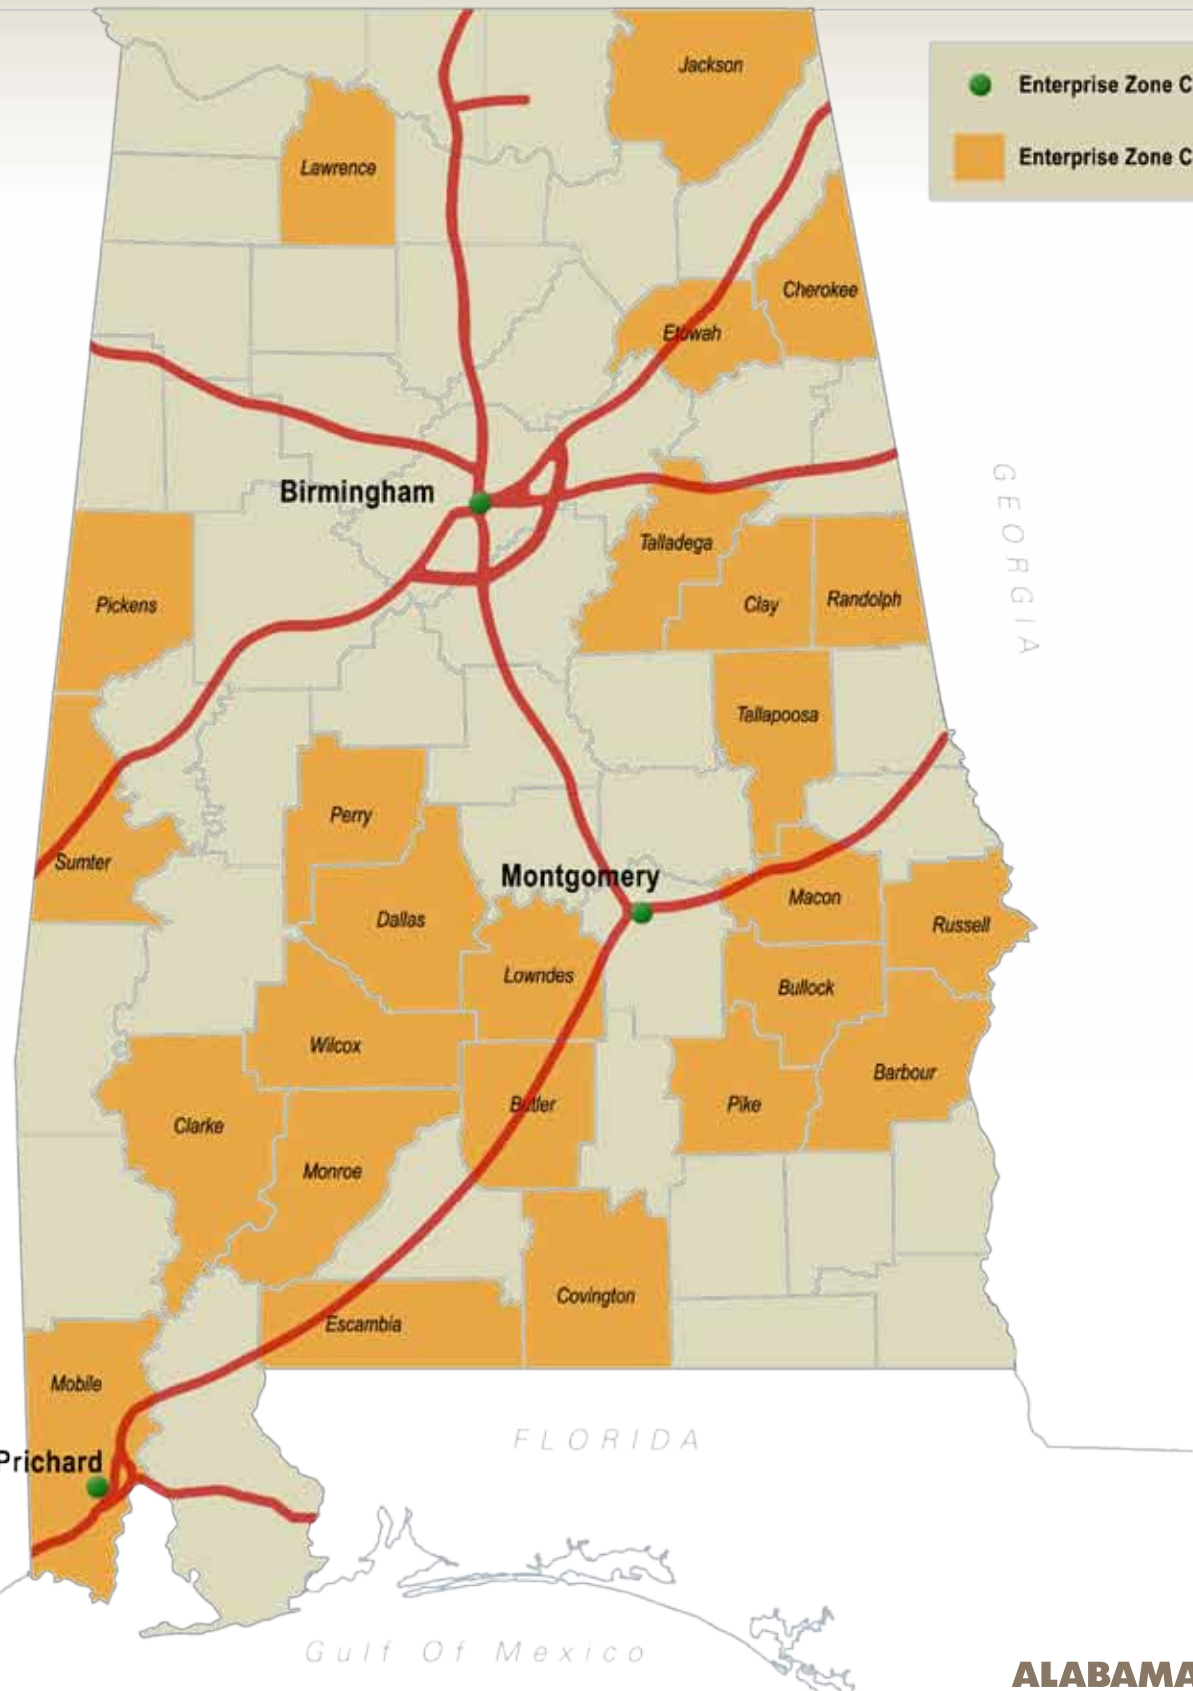 Jackson
Enterprise Zone C
Enterprise Zone C
Lawrence
Cherokee
Etowah
Birmingham
GEORGIA
Talladega
Pickens
Clay
Randolph
Tallapoosa
Perry
Sumter
Montgomery
Macon
Dallas
Russell
Lowndes
Bullock
Wilcox
Barbour
Butler
Pike
Clarke
Monroe
Covington
Escambia
Mobile
FLORIDA
Prichard
Gulf Of Mexico
ALABAMA